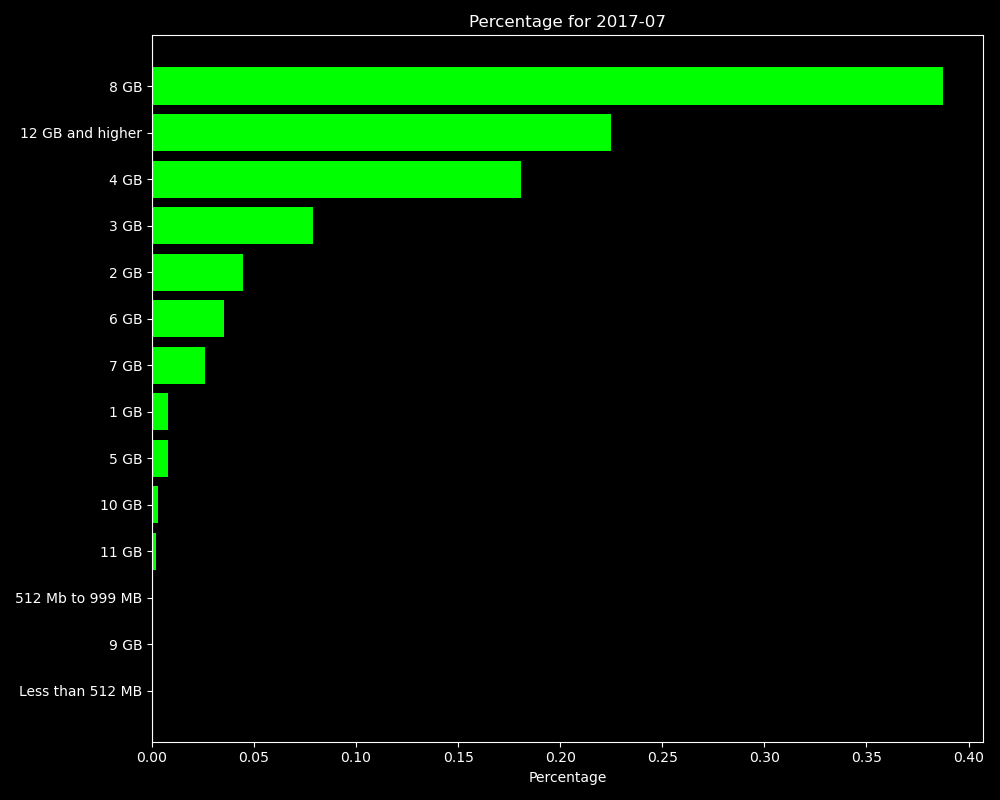 Percentage for 2017-07
8 GB
12 GB and higher
4 GB
3 GB
2 GB
6 GB
7 GB
1 GB
5 GB
10 GB
11 GB
512 Mb to 999 MB
9 GB
Less than 512 MB
0.00 0.05 0.10 0.15 0.20 0.25 0.30 0.35 0.40
Percentage